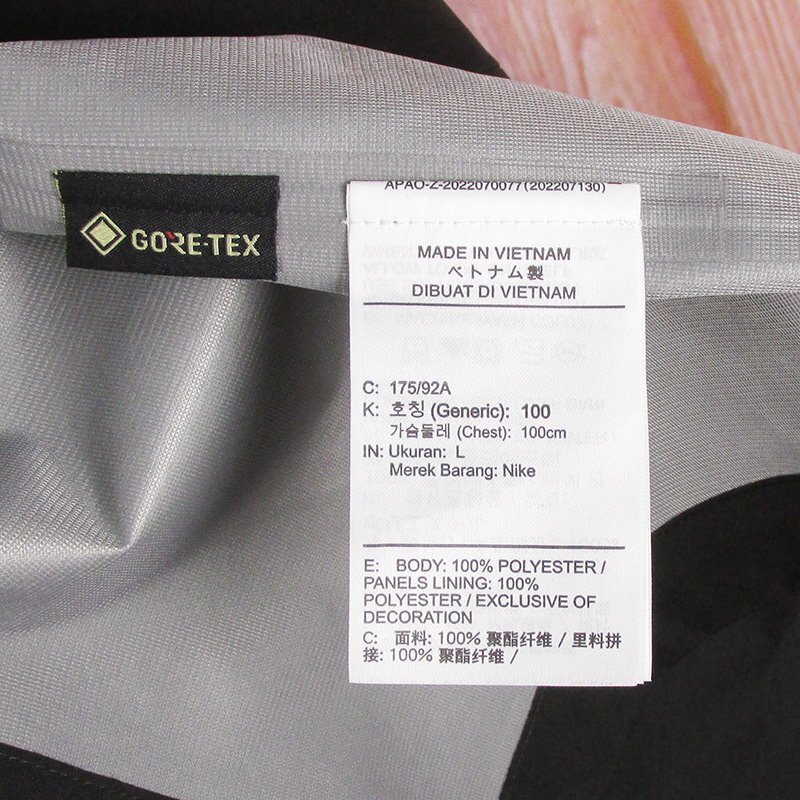 GORE-TEX
APAO-Z-2022070077(202207130)
MADE IN VIETNAM
ベトナム製
DIBUAT DI VIETNAM
C: 175/92A
K: 호칭 (Generic): 100
가슴둘레 (Chest): 100cm
IN: Ukuran: L
Merek Barang: Nike
E: BODY: 100% POLYESTER /
PANELS LINING: 100%
POLYESTER / EXCLUSIVE OF
DECORATION
C: 面料: 100% 聚酯纤维 / 里料拼
接: 100% 聚酯纤维 /